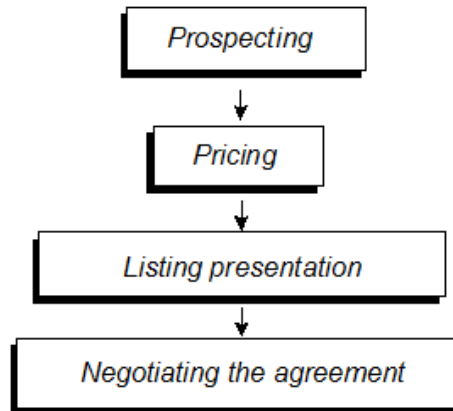 Prospecting
Pricing
Listing presentation
Negotiating the agreement